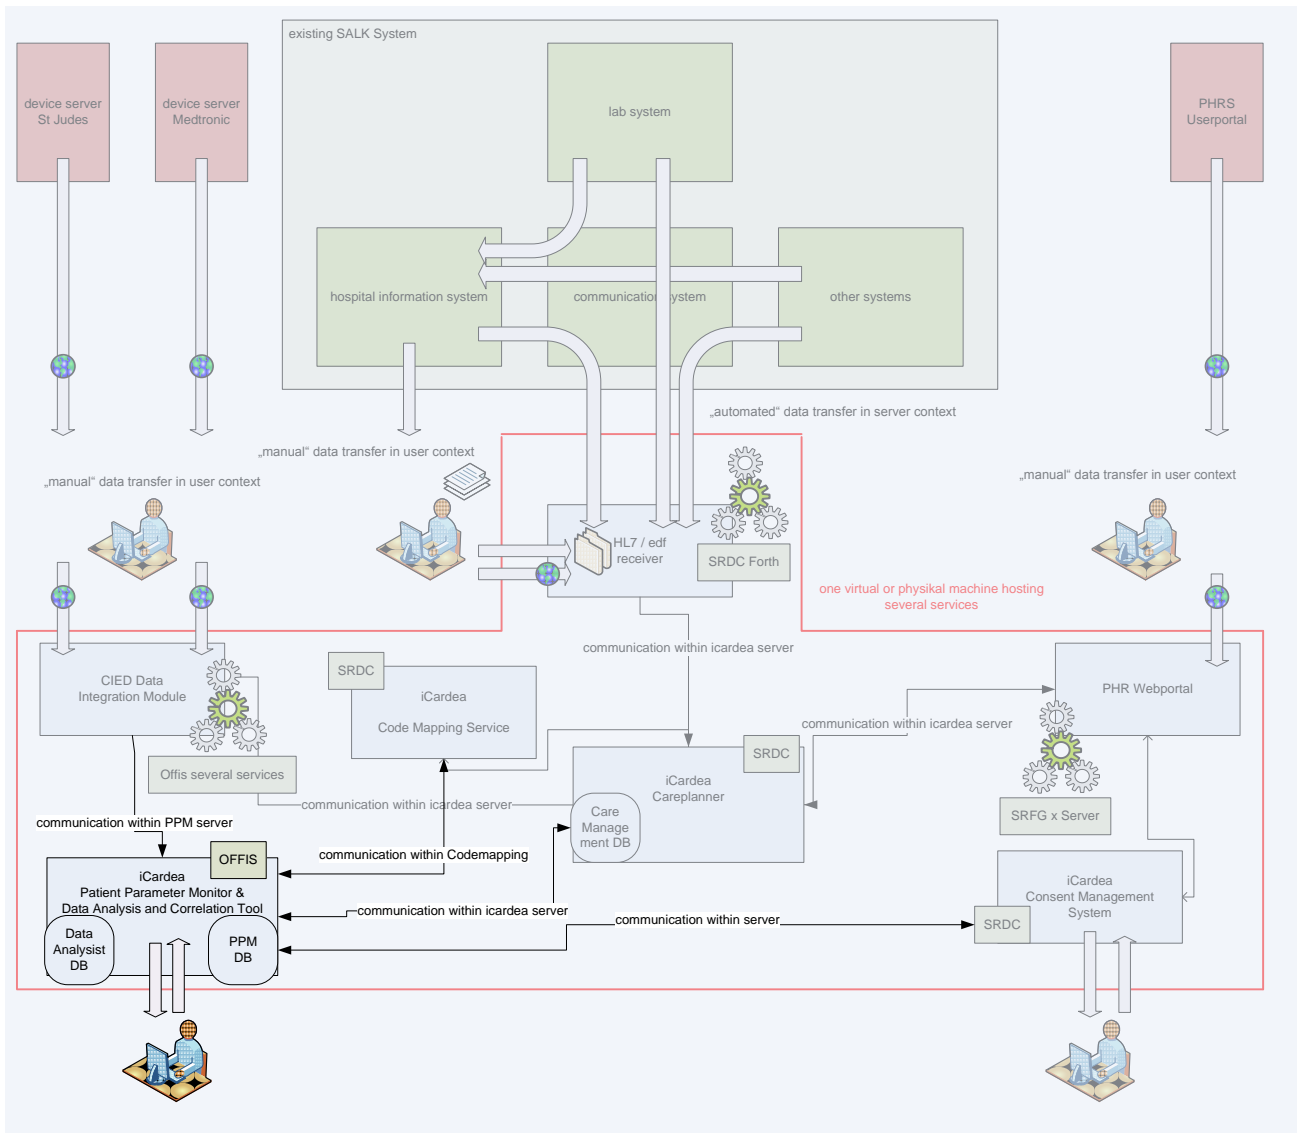 existing SALK System
device server
St Judes
device server
Medtronic
lab system
PHRS
Userportal
hospital information system
communication system
other systems
„automated“ data transfer in server context
„manual“ data transfer in user context
„manual“ data transfer in user context
„manual“ data transfer in user context
HL7 / edf
receiver
SRDC Forth
one virtual or physikal machine hosting
several services
communication within icardea server
CIED Data
Integration Module
SRDC
iCardea
Code Mapping Service
PHR Webportal
communication within icardea server
Offis several services
SRDC
iCardea
Careplanner
communication within icardea server
Care
Manage
ment DB
SRFG x Server
communication within PPM server
communication within Codemapping
OFFIS
iCardea
Patient Parameter Monitor &
Data Analysis and Correlation Tool
Data
Analysist
DB
PPM
DB
communication within icardea server
communication within server
iCardea
Consent Management
System
SRDC